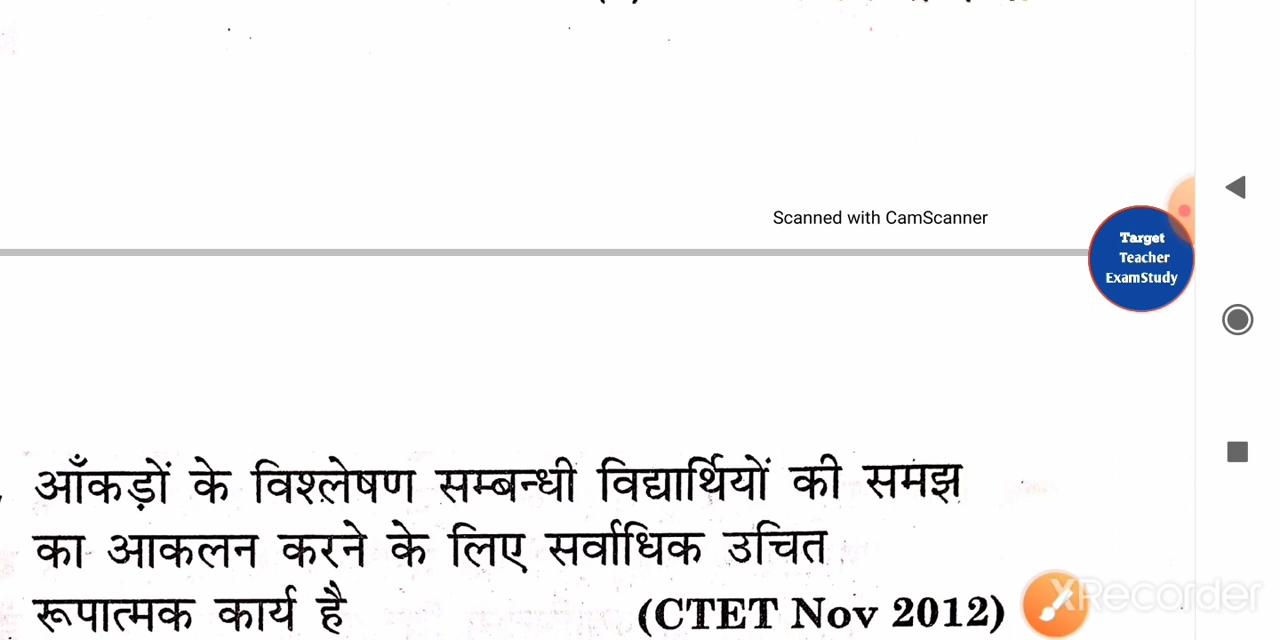 Scanned with CamScanner
Target
Teacher
ExamStudy
आँकड़ों के विश्लेषण सम्बन्धी विद्यार्थियों की समझ
का आकलन करने के लिए सर्वाधिक उचित
रूपात्मक कार्य है (CTET Nov 2012)
XRecorder